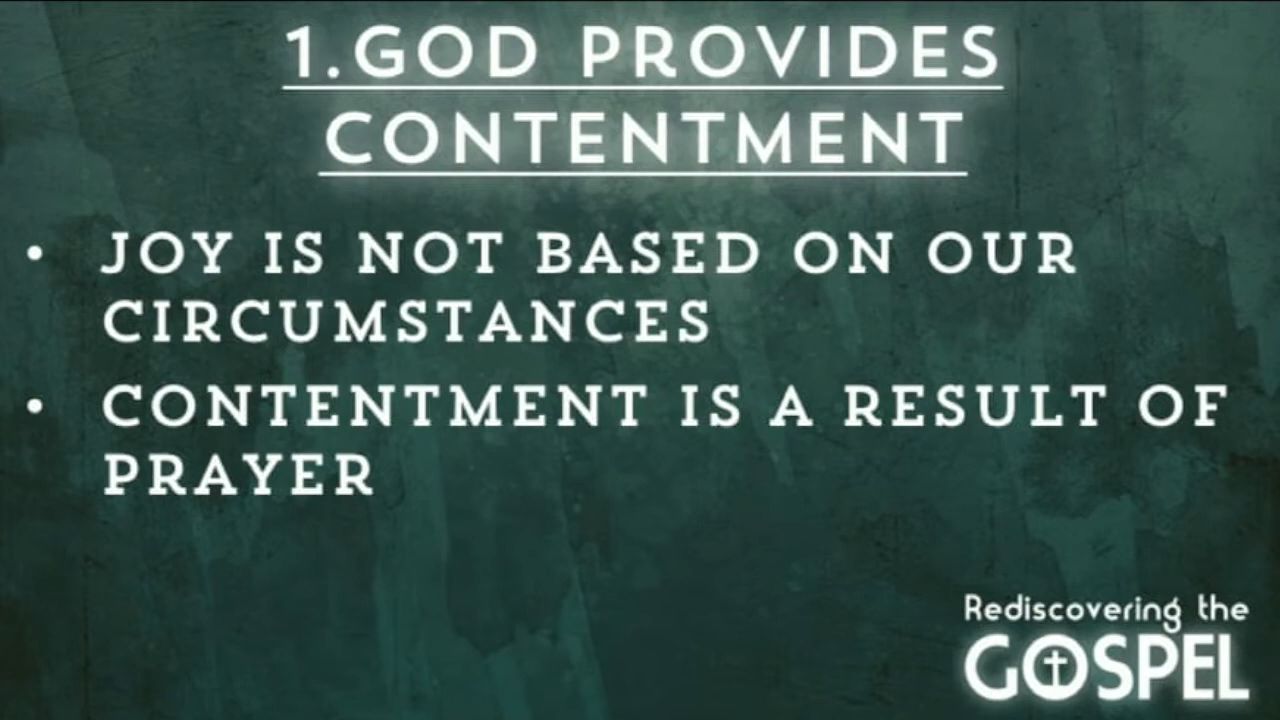 1.GOD PROVIDES
CONTENTMENT
• JOY IS NOT BASED ON OUR
CIRCUMSTANCES
• CONTENTMENT IS A RESULT OF
PRAYER
Rediscovering the
GOSPEL